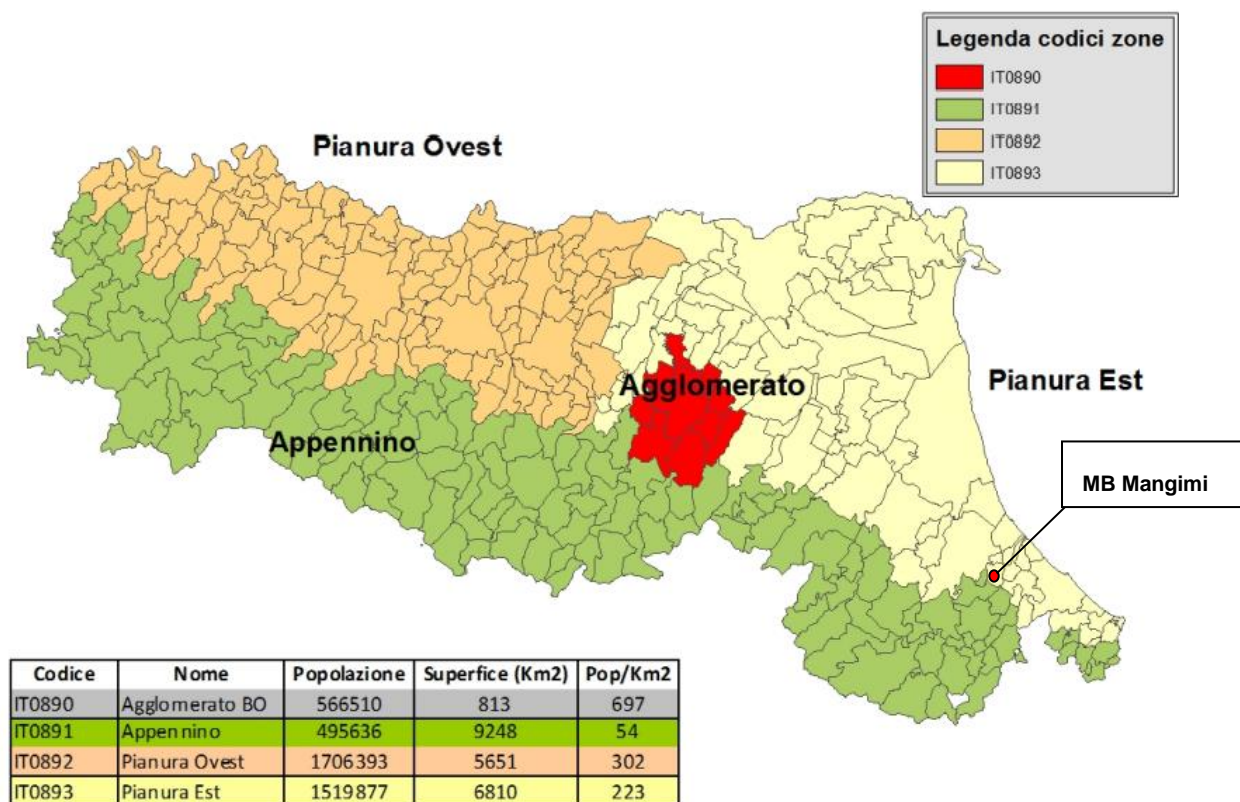 Legenda codici zone
IT0890
IT0891
IT0892
IT0893
Pianura Ovest
Agglomerato
Pianura Est
Appennino
MB Mangimi
Codice Nome Popolazione Superfice (Km2) Pop/Km2
IT0890 Agglomerato BO 566510 813 697
IT0891 Appennino 495636 9248 54
IT0892 Pianura Ovest 1706393 5651 302
IT0893 Pianura Est 1519877 6810 223